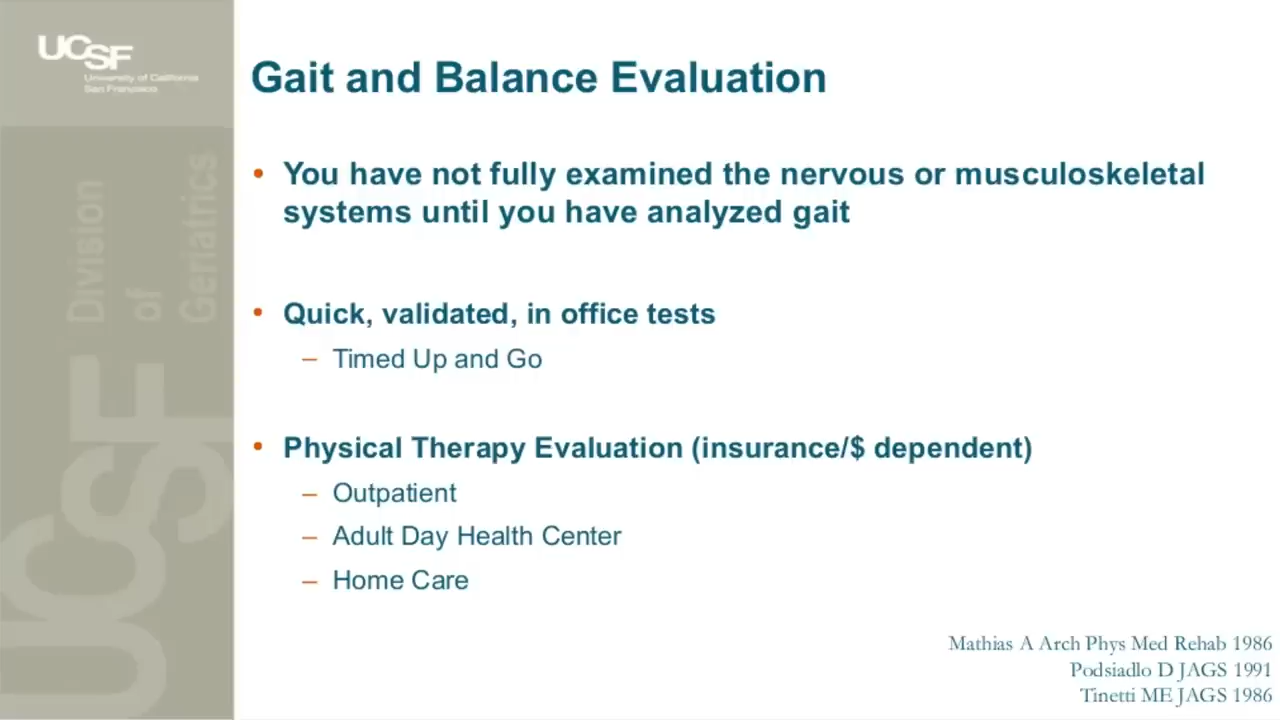 UCSF
University of California
San Francisco
Division
of
Geriatrics
UCSF
Gait and Balance Evaluation
• You have not fully examined the nervous or musculoskeletal
systems until you have analyzed gait
• Quick, validated, in office tests
– Timed Up and Go
• Physical Therapy Evaluation (insurance/$ dependent)
– Outpatient
– Adult Day Health Center
– Home Care
Mathias A Arch Phys Med Rehab 1986
Podsiadlo D JAGS 1991
Tinetti ME JAGS 1986